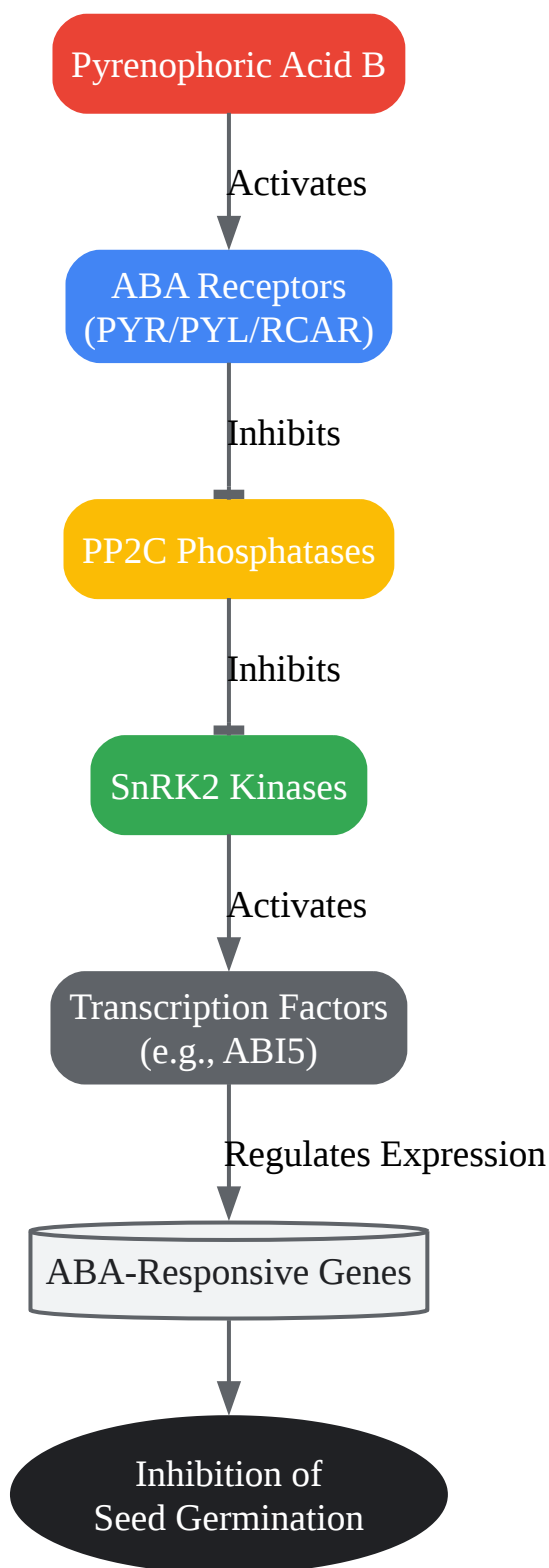 Pyrenophoric Acid B
Activates
ABA Receptors
(PYR/PYL/RCAR)
Inhibits
PP2C Phosphatases
Inhibits
SnRK2 Kinases
Activates
Transcription Factors
(e.g., ABI5)
Regulates Expression
ABA-Responsive Genes
Inhibition of
Seed Germination